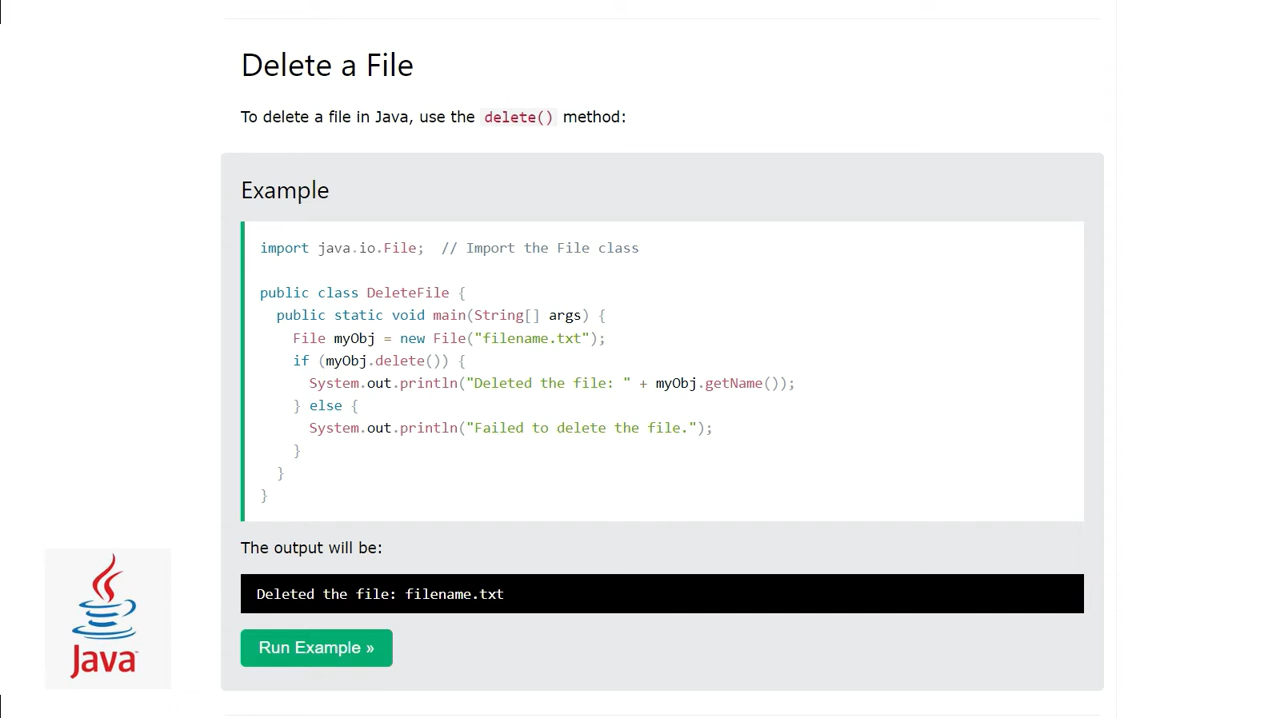 Delete a File
To delete a file in Java, use the delete() method:
Example
import java.io.File;  // Import the File class
public class DeleteFile {
  public static void main(String[] args) {
    File myObj = new File("filename.txt");
    if (myObj.delete()) {
      System.out.println("Deleted the file: " + myObj.getName());
    } else {
      System.out.println("Failed to delete the file.");
    }
  }
}
The output will be:
Deleted the file: filename.txt
Run Example »
Java